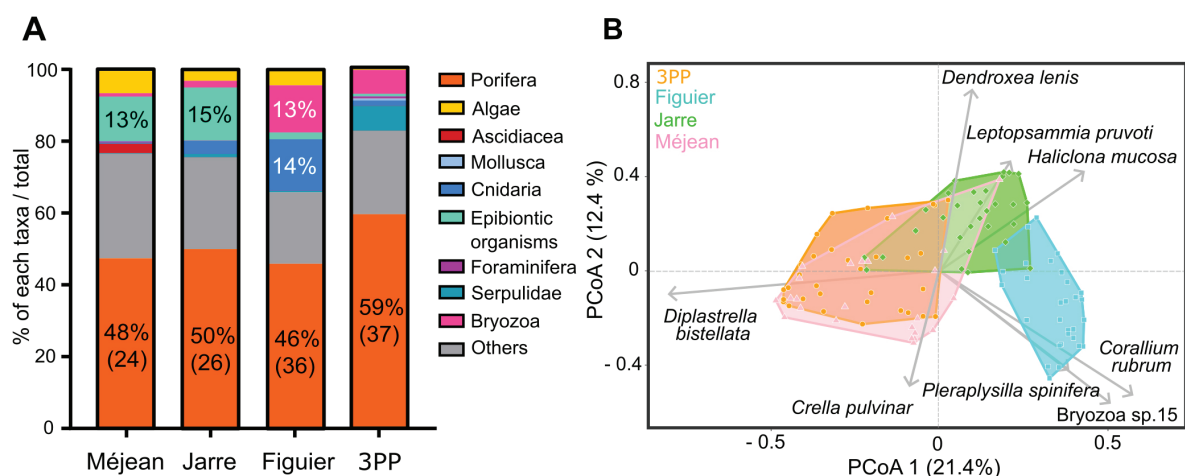 A
% of each taxa / total
100
80
60
40
20
0
13%
48%
(24)
15%
50%
(26)
13%
14%
46%
(36)
59%
(37)
Méjean
Jarre
Figuier
3PP
Porifera
Algae
Ascidiacea
Mollusca
Cnidaria
Epibiontic
organisms
Foraminifera
Serpulidae
Bryozoa
Others
B
PCoA 2 (12.4 %)
0.8
0.4
0
- 0.4
3PP
Figuier
Jarre
Méjean
Dendroxea lenis
Leptopsammia pruvoti
Haliclona mucosa
Diplastrella
bistellata
Corallium
rubrum
Pleraplysilla spinifera
Crella pulvinar
Bryozoa sp.15
- 0.5
0
0.5
PCoA 1 (21.4%)